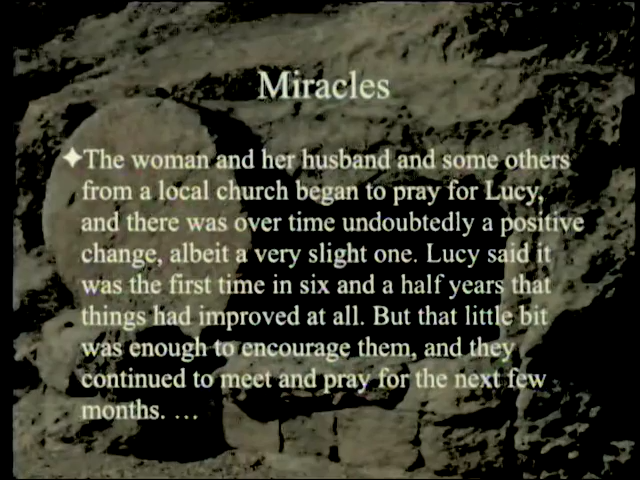 Miracles
✦The woman and her husband and some others
from a local church began to pray for Lucy,
and there was over time undoubtedly a positive
change, albeit a very slight one. Lucy said it
was the first time in six and a half years that
things had improved at all. But that little bit
was enough to encourage them, and they
continued to meet and pray for the next few
months. …